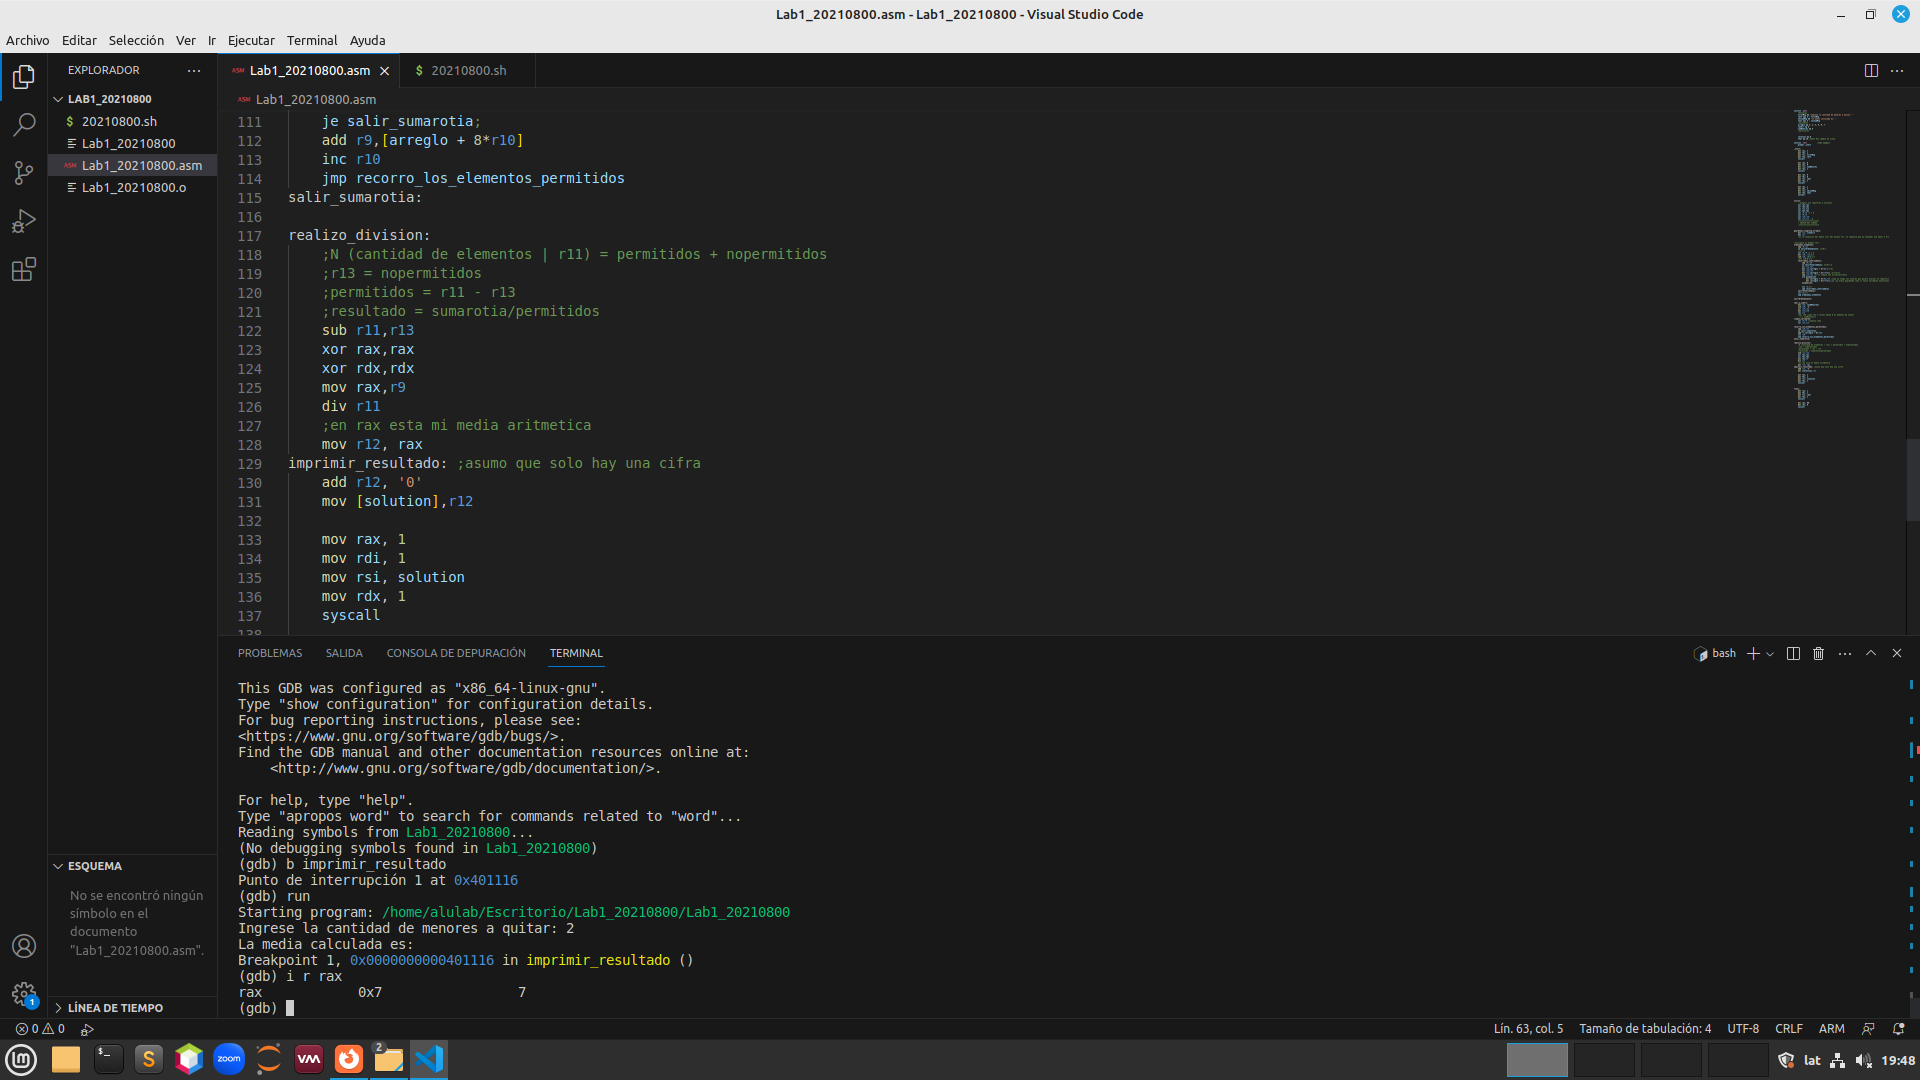 Lab1_20210800.asm - Lab1_20210800 - Visual Studio Code
Archivo Editar Selección Ver Ir Ejecutar Terminal Ayuda
EXPLORADOR
LAB1_20210800
$ 20210800.sh
Lab1_20210800
ASM Lab1_20210800.asm
Lab1_20210800.o
ESQUEMA
No se encontró ningún
símbolo en el
documento
"Lab1_20210800.asm".
LÍNEA DE TIEMPO
1
ASM Lab1_20210800.asm
$ 20210800.sh
ASM Lab1_20210800.asm
111 je salir_sumarotia;
112 add r9,[arreglo + 8*r10]
113 inc r10
114 jmp recorro_los_elementos_permitidos
115 salir_sumarotia:
116
117 realizo_division:
118 ;N (cantidad de elementos | r11) = permitidos + nopermitidos
119 ;r13 = nopermitidos
120 ;permitidos = r11 - r13
121 ;resultado = sumarotia/permitidos
122 sub r11,r13
123 xor rax,rax
124 xor rdx,rdx
125 mov rax,r9
126 div r11
127 ;en rax esta mi media aritmetica
128 mov r12, rax
129 imprimir_resultado: ;asumo que solo hay una cifra
130 add r12, '0'
131 mov [solution],r12
132
133 mov rax, 1
134 mov rdi, 1
135 mov rsi, solution
136 mov rdx, 1
137 syscall
138
PROBLEMAS SALIDA CONSOLA DE DEPURACIÓN TERMINAL
bash
This GDB was configured as "x86_64-linux-gnu".
Type "show configuration" for configuration details.
For bug reporting instructions, please see:
<https://www.gnu.org/software/gdb/bugs/>.
Find the GDB manual and other documentation resources online at:
<http://www.gnu.org/software/gdb/documentation/>.
For help, type "help".
Type "apropos word" to search for commands related to "word"...
Reading symbols from Lab1_20210800...
(No debugging symbols found in Lab1_20210800)
(gdb) b imprimir_resultado
Punto de interrupción 1 at 0x401116
(gdb) run
Starting program: /home/alulab/Escritorio/Lab1_20210800/Lab1_20210800
Ingrese la cantidad de menores a quitar: 2
La media calculada es:
Breakpoint 1, 0x0000000000401116 in imprimir_resultado ()
(gdb) i r rax
rax 0x7 7
(gdb)
0 0
Lín. 63, col. 5 Tamaño de tabulación: 4 UTF-8 CRLF ARM
lm
S
zoom
VM
2
lat
19:48